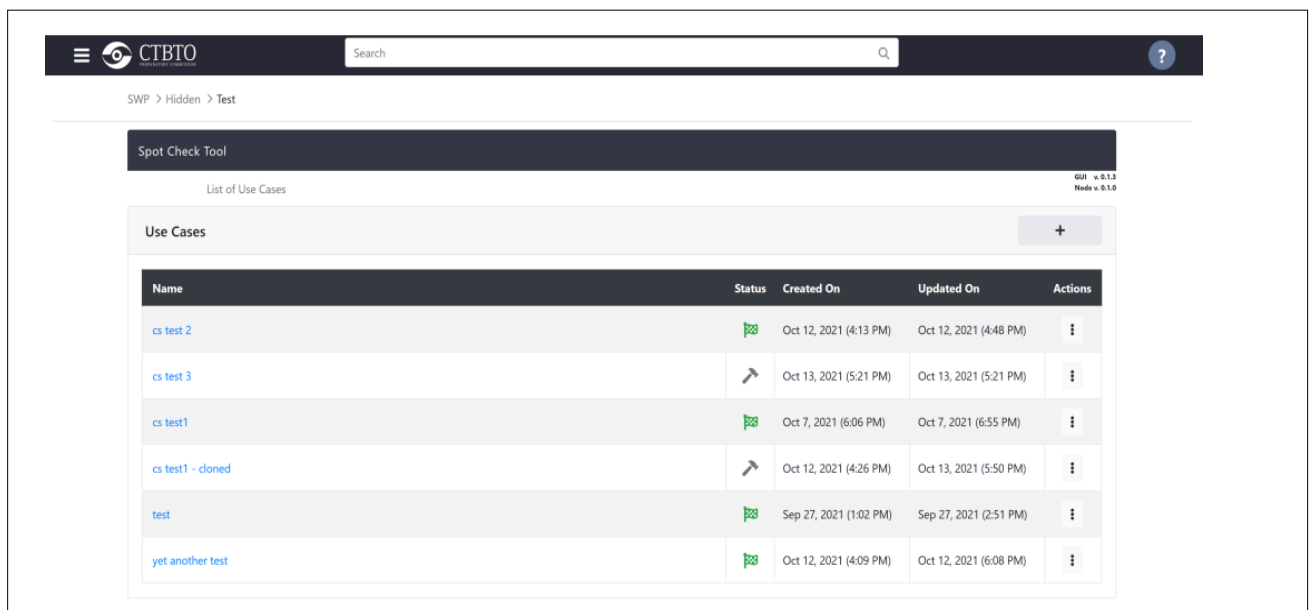 CTBTO
PREPARATORY COMMISSION
Search
?
SWP > Hidden > Test
Spot Check Tool
List of Use Cases
GUI v. 0.1.3
Node v. 0.1.0
Use Cases +
Name Status Created On Updated On Actions
cs test 2 Oct 12, 2021 (4:13 PM) Oct 12, 2021 (4:48 PM)
cs test 3 Oct 13, 2021 (5:21 PM) Oct 13, 2021 (5:21 PM)
cs test1 Oct 7, 2021 (6:06 PM) Oct 7, 2021 (6:55 PM)
cs test1 - cloned Oct 12, 2021 (4:26 PM) Oct 13, 2021 (5:50 PM)
test Sep 27, 2021 (1:02 PM) Sep 27, 2021 (2:51 PM)
yet another test Oct 12, 2021 (4:09 PM) Oct 12, 2021 (6:08 PM)